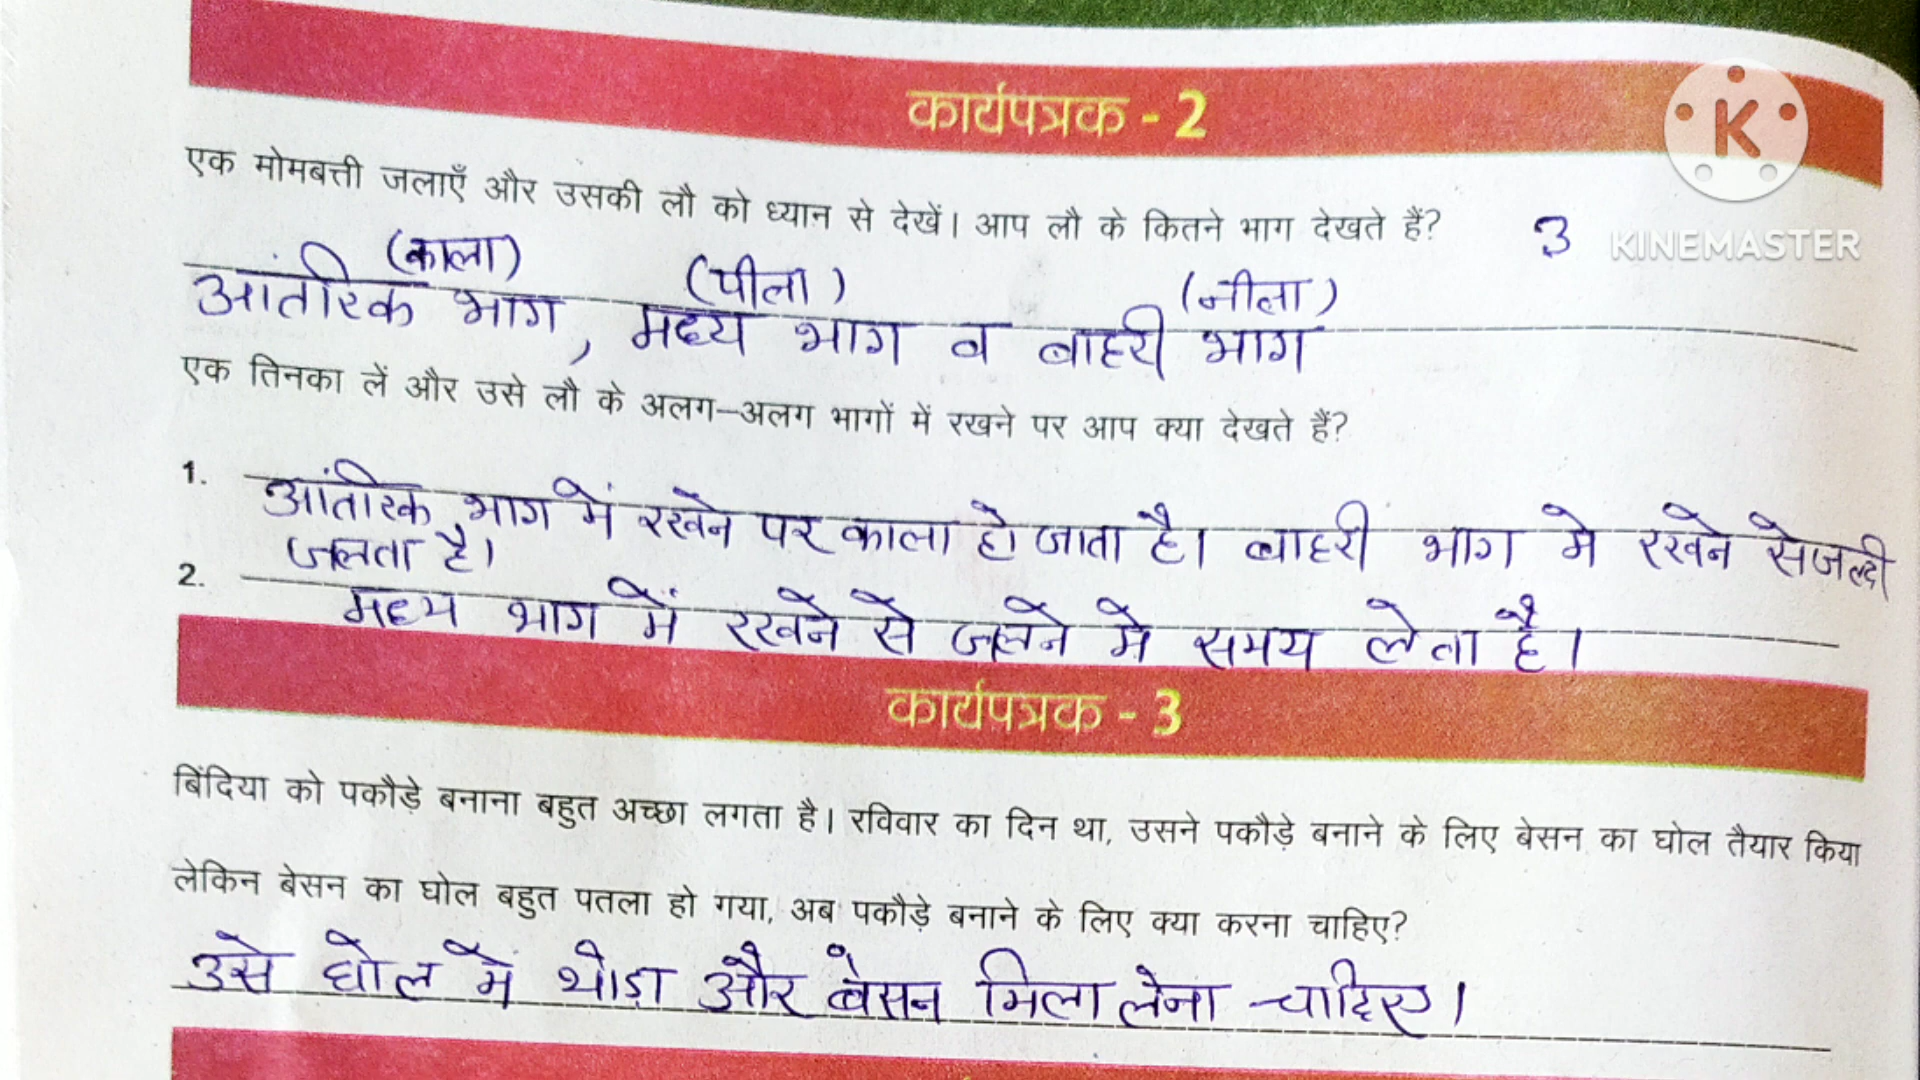 कार्यपत्रक - 2
K
KINEMASTER
एक मोमबत्ती जलाएँ और उसकी लौ को ध्यान से देखें। आप लौ के कितने भाग देखते हैं? 3
(काला) (पीला) (नीला)
आंतरिक भाग, मध्य भाग व बाहरी भाग
एक तिनका लें और उसे लौ के अलग–अलग भागों में रखने पर आप क्या देखते हैं?
1. आंतरिक भाग में रखने पर काला हो जाता है। बाहरी भाग मे रखने से जल्दी
जलता है।
2. मध्य भाग में रखने से जलने मे समय लेता है।
कार्यपत्रक - 3
बिंदिया को पकौड़े बनाना बहुत अच्छा लगता है। रविवार का दिन था, उसने पकौड़े बनाने के लिए बेसन का घोल तैयार किया
लेकिन बेसन का घोल बहुत पतला हो गया, अब पकौड़े बनाने के लिए क्या करना चाहिए?
उसे घोल में थोड़ा और बेसन मिला लेना चाहिए।